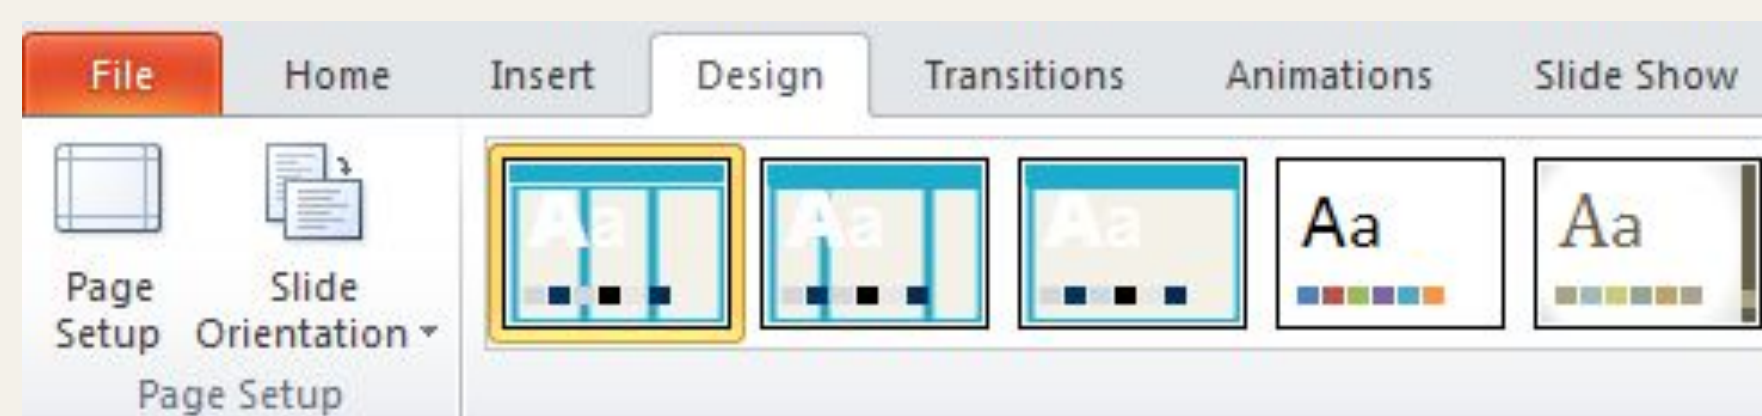 File Home Insert Design Transitions Animations Slide Show
Aa Aa Aa Aa Aa
Page Slide
Setup Orientation
Page Setup